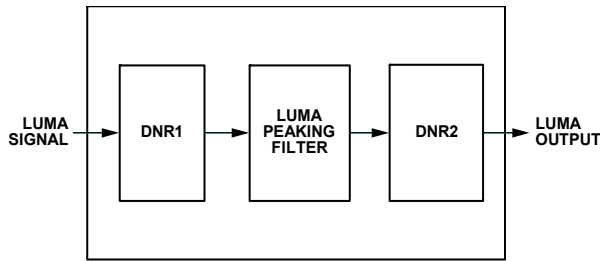 LUMA
SIGNAL
DNR1
LUMA
PEAKING
FILTER
DNR2
LUMA
OUTPUT